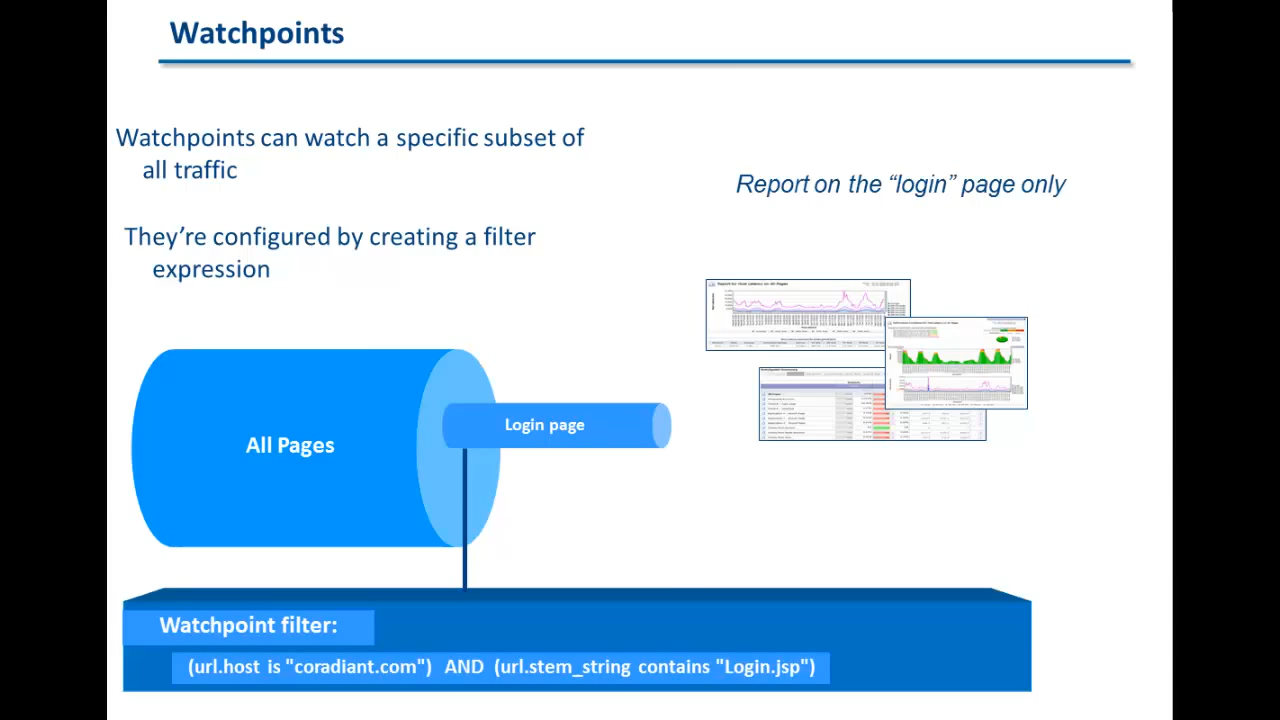 Watchpoints
Watchpoints can watch a specific subset of
all traffic
They’re configured by creating a filter
expression
Report on the “login” page only
All Pages
Login page
Watchpoint filter:
(url.host is "coradiant.com") AND (url.stem_string contains "Login.jsp")